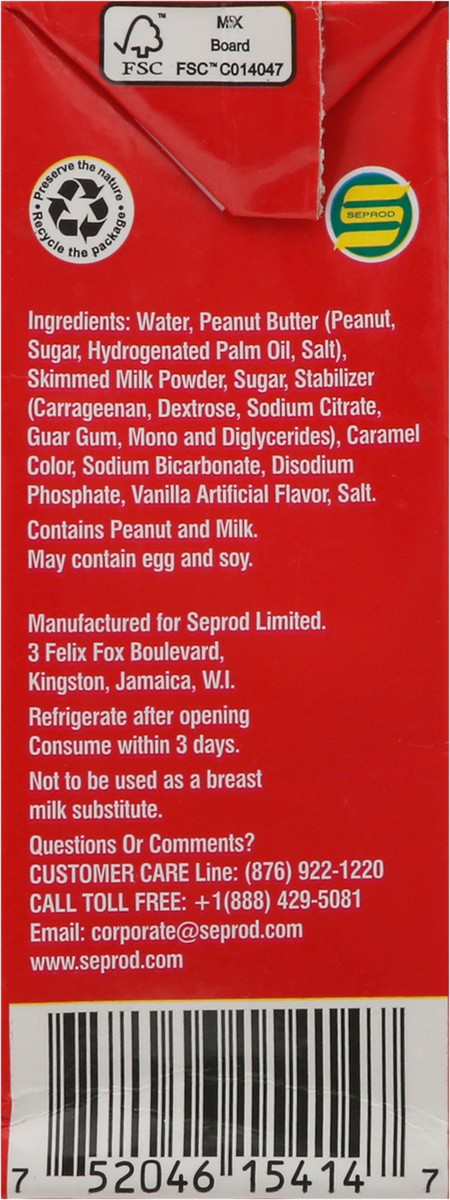 FSC™
MIX
Board
FSC™ C014047
• Preserve the nature •
Recycle the package
SEPROD
Ingredients: Water, Peanut Butter (Peanut,
Sugar, Hydrogenated Palm Oil, Salt),
Skimmed Milk Powder, Sugar, Stabilizer
(Carrageenan, Dextrose, Sodium Citrate,
Guar Gum, Mono and Diglycerides), Caramel
Color, Sodium Bicarbonate, Disodium
Phosphate, Vanilla Artificial Flavor, Salt.
Contains Peanut and Milk.
May contain egg and soy.
Manufactured for Seprod Limited.
3 Felix Fox Boulevard,
Kingston, Jamaica, W.I.
Refrigerate after opening
Consume within 3 days.
Not to be used as a breast
milk substitute.
Questions Or Comments?
CUSTOMER CARE Line: (876) 922-1220
CALL TOLL FREE: +1(888) 429-5081
Email: corporate@seprod.com
www.seprod.com
7 52046 15414 7